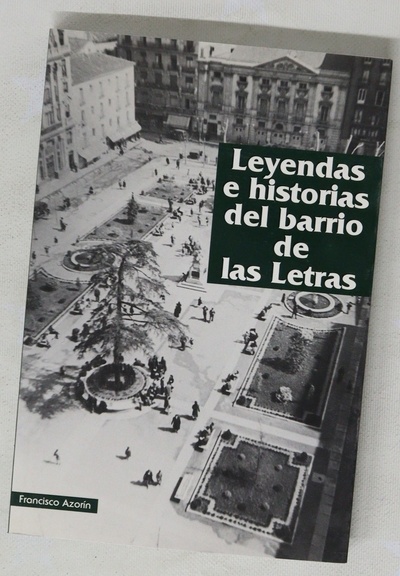 Leyendas
e historias
del barrio
de
las Letras
Francisco Azorín